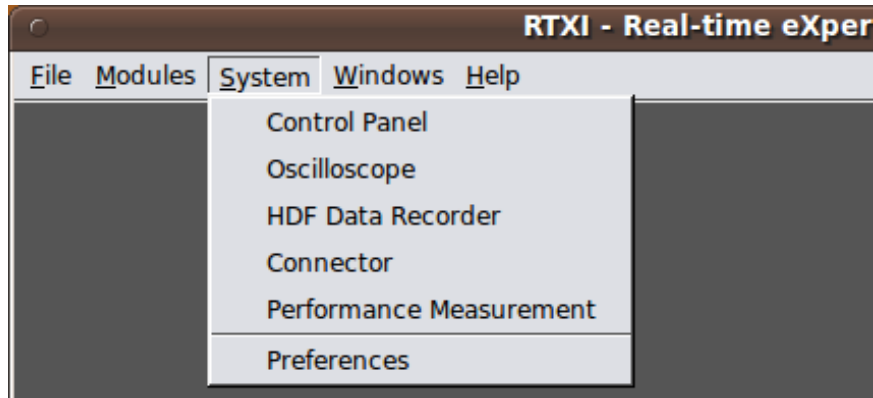 RTXI - Real-time eXper
File Modules System Windows Help
Control Panel
Oscilloscope
HDF Data Recorder
Connector
Performance Measurement
Preferences